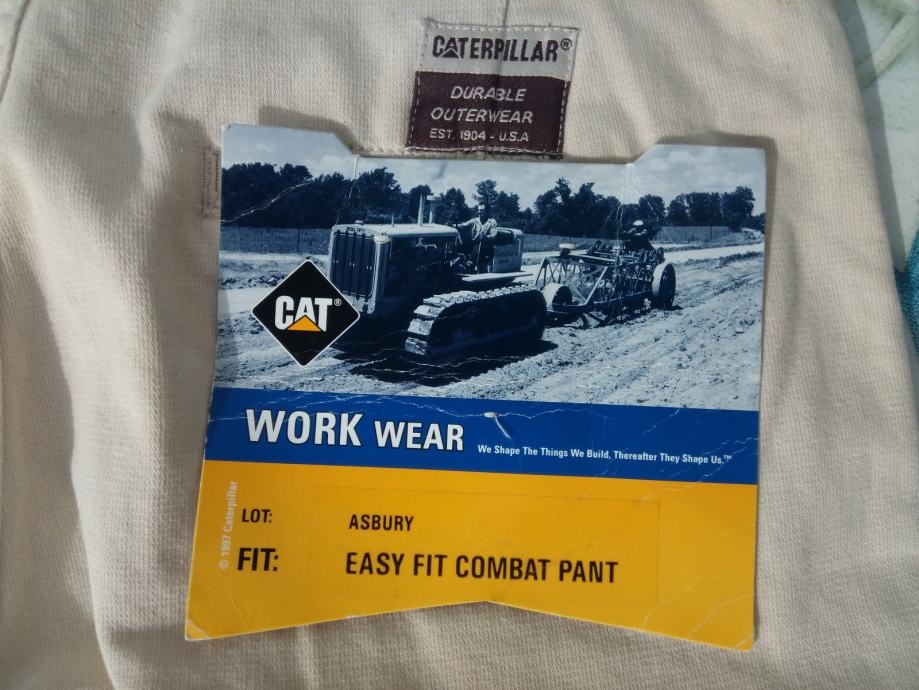 CATERPILLAR®
DURABLE
OUTERWEAR
EST. 1904 - U.S.A
CAT®
WORK WEAR
We Shape The Things We Build, Thereafter They Shape Us.™
© 1997 Caterpillar
LOT: ASBURY
FIT: EASY FIT COMBAT PANT